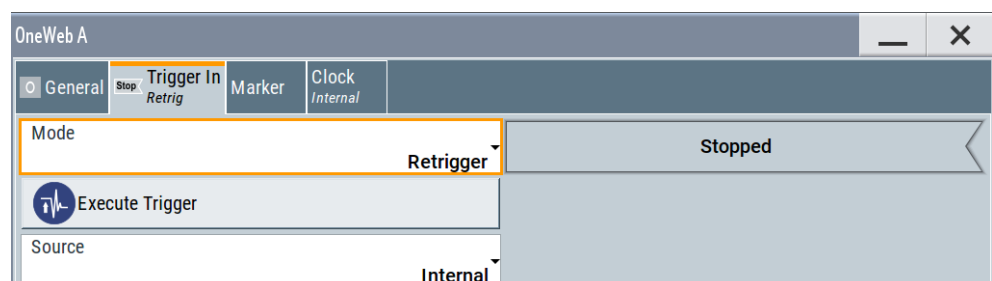 OneWeb A
O General
Stop Trigger In
Retrig
Marker
Clock
Internal
Mode
Retrigger
Stopped
Execute Trigger
Source
Internal